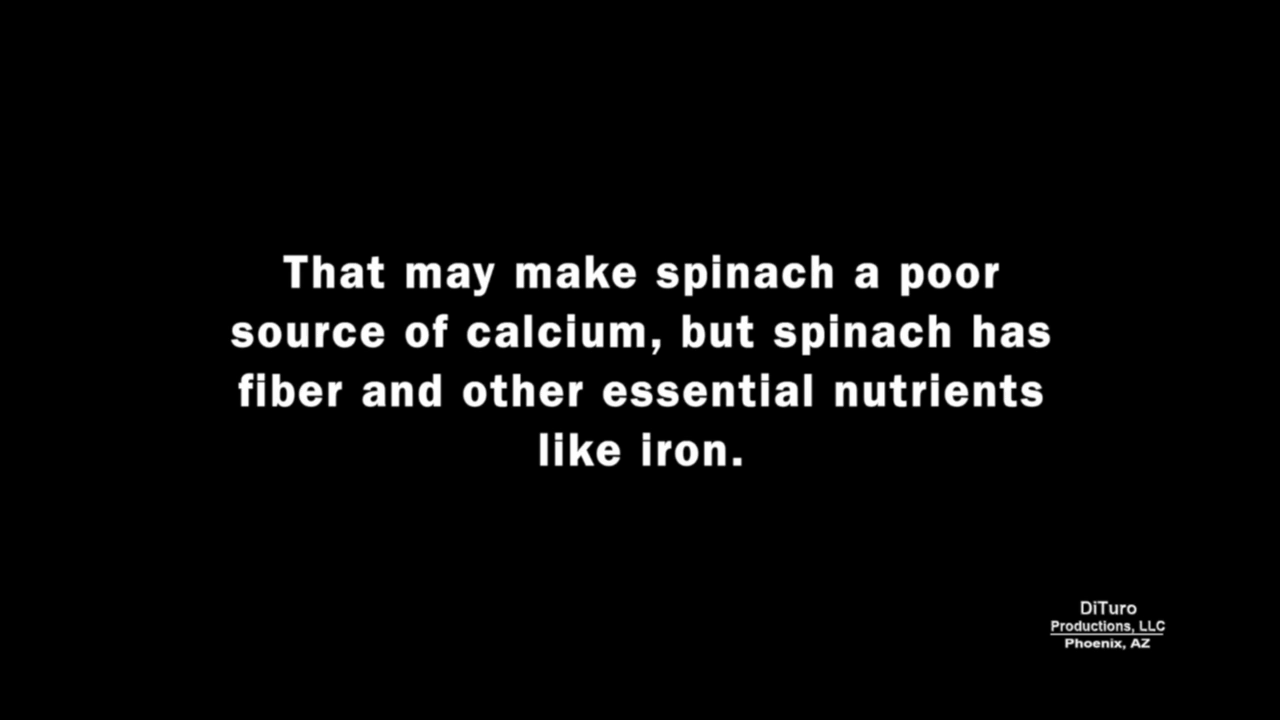 That may make spinach a poor
source of calcium, but spinach has
fiber and other essential nutrients
like iron.
DiTuro
Productions, LLC
Phoenix, AZ